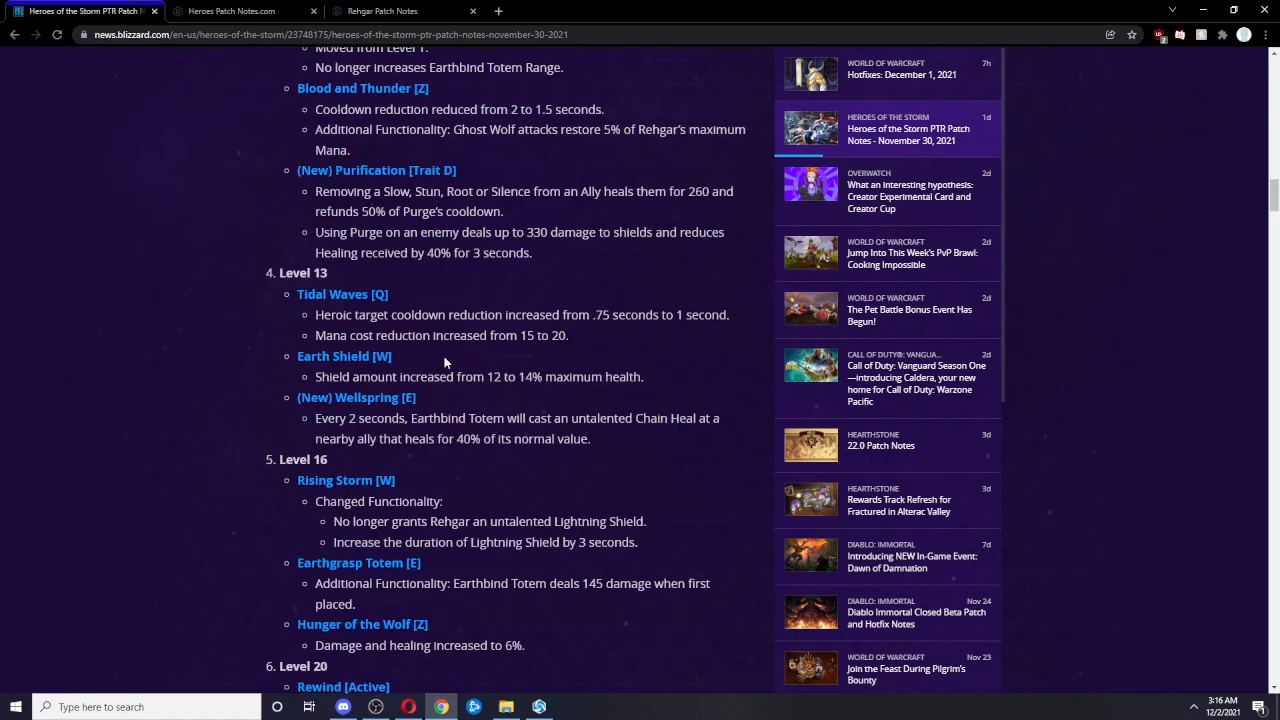 Heroes of the Storm PTR Patch N
Heroes Patch Notes.com
Rehgar Patch Notes
news.blizzard.com/en-us/heroes-of-the-storm/23748175/heroes-of-the-storm-ptr-patch-notes-november-30-2021
Moved from Level 1.
No longer increases Earthbind Totem Range.
Blood and Thunder [Z]
Cooldown reduction reduced from 2 to 1.5 seconds.
Additional Functionality: Ghost Wolf attacks restore 5% of Rehgar's maximum
Mana.
(New) Purification [Trait D]
Removing a Slow, Stun, Root or Silence from an Ally heals them for 260 and
refunds 50% of Purge's cooldown.
Using Purge on an enemy deals up to 330 damage to shields and reduces
Healing received by 40% for 3 seconds.
4. Level 13
Tidal Waves [Q]
Heroic target cooldown reduction increased from .75 seconds to 1 second.
Mana cost reduction increased from 15 to 20.
Earth Shield [W]
Shield amount increased from 12 to 14% maximum health.
(New) Wellspring [E]
Every 2 seconds, Earthbind Totem will cast an untalented Chain Heal at a
nearby ally that heals for 40% of its normal value.
5. Level 16
Rising Storm [W]
Changed Functionality:
No longer grants Rehgar an untalented Lightning Shield.
Increase the duration of Lightning Shield by 3 seconds.
Earthgrasp Totem [E]
Additional Functionality: Earthbind Totem deals 145 damage when first
placed.
Hunger of the Wolf [Z]
Damage and healing increased to 6%.
6. Level 20
Rewind [Active]
WORLD OF WARCRAFT 7h
Hotfixes: December 1, 2021
HEROES OF THE STORM 1d
Heroes of the Storm PTR Patch
Notes - November 30, 2021
OVERWATCH 2d
What an interesting hypothesis:
Creator Experimental Card and
Creator Cup
WORLD OF WARCRAFT 2d
Jump Into This Week's PvP Brawl:
Cooking Impossible
WORLD OF WARCRAFT 2d
The Pet Battle Bonus Event Has
Begun!
CALL OF DUTY®: VANGUA... 2d
Call of Duty: Vanguard Season One
—introducing Caldera, your new
home for Call of Duty: Warzone
Pacific
HEARTHSTONE 3d
22.0 Patch Notes
HEARTHSTONE 3d
Rewards Track Refresh for
Fractured in Alterac Valley
DIABLO: IMMORTAL 7d
Introducing NEW In-Game Event:
Dawn of Damnation
DIABLO: IMMORTAL Nov 24
Diablo Immortal Closed Beta Patch
and Hotfix Notes
WORLD OF WARCRAFT Nov 23
Join the Feast During Pilgrim's
Bounty
Type here to search
3:16 AM
12/2/2021